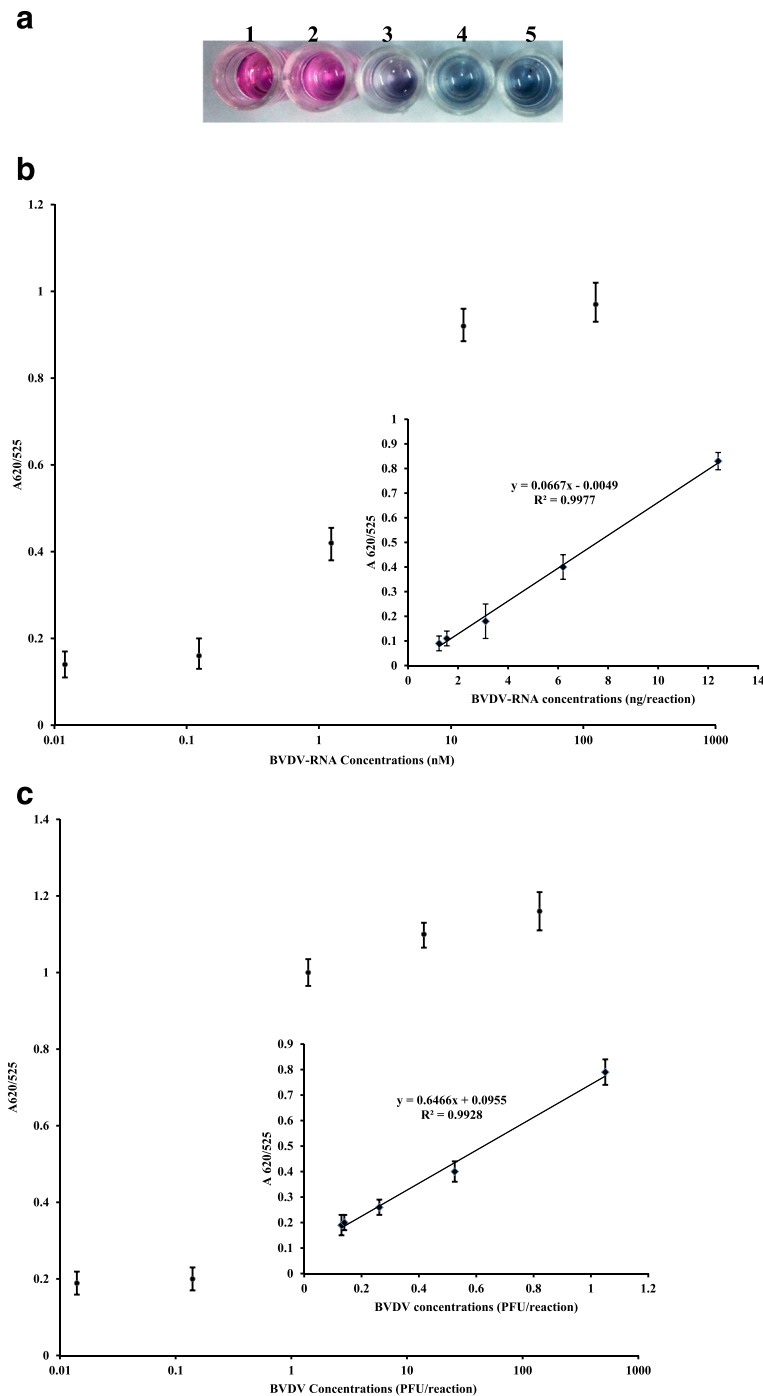 a
1 2 3 4 5
b
1.2
1
0.8
0.6
0.4
0.2
0
A620/525
0.01 0.1 1 10 100 1000
BVDV-RNA Concentrations (nM)
1
0.9
0.8
0.7
0.6
0.5
0.4
0.3
0.2
0.1
0
A 620/525
y = 0.0667x - 0.0049
R² = 0.9977
0 2 4 6 8 10 12 14
BVDV-RNA concentrations (ng/reaction)
c
1.4
1.2
1
0.8
0.6
0.4
0.2
0
A620/525
0.01 0.1 1 10 100 1000
BVDV Concentrations (PFU/reaction)
0.9
0.8
0.7
0.6
0.5
0.4
0.3
0.2
0.1
0
A 620/525
y = 0.6466x + 0.0955
R² = 0.9928
0 0.2 0.4 0.6 0.8 1 1.2
BVDV concentrations (PFU/reaction)